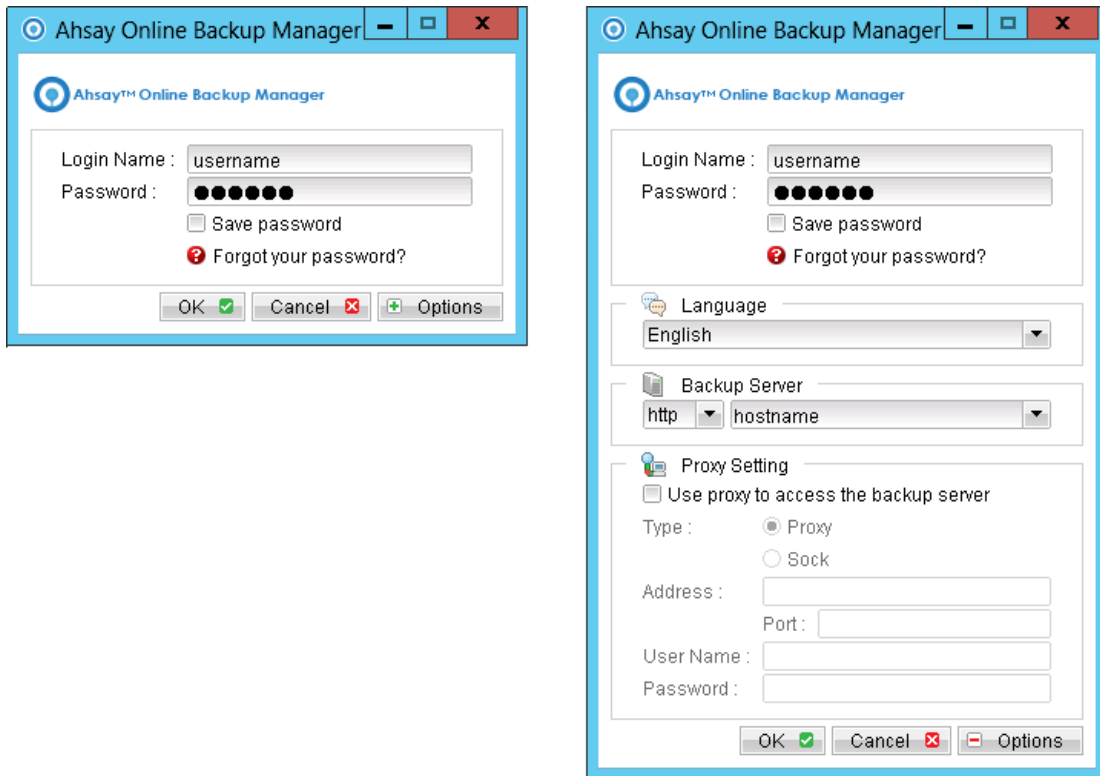 Ahsay Online Backup Manager
Ahsay™ Online Backup Manager
Login Name : username
Password : ●●●●●●
Save password
Forgot your password?
OK Cancel Options
Ahsay Online Backup Manager
Ahsay™ Online Backup Manager
Login Name : username
Password : ●●●●●●
Save password
Forgot your password?
Language
English
Backup Server
http hostname
Proxy Setting
Use proxy to access the backup server
Type : Proxy
Sock
Address :
Port :
User Name :
Password :
OK Cancel Options